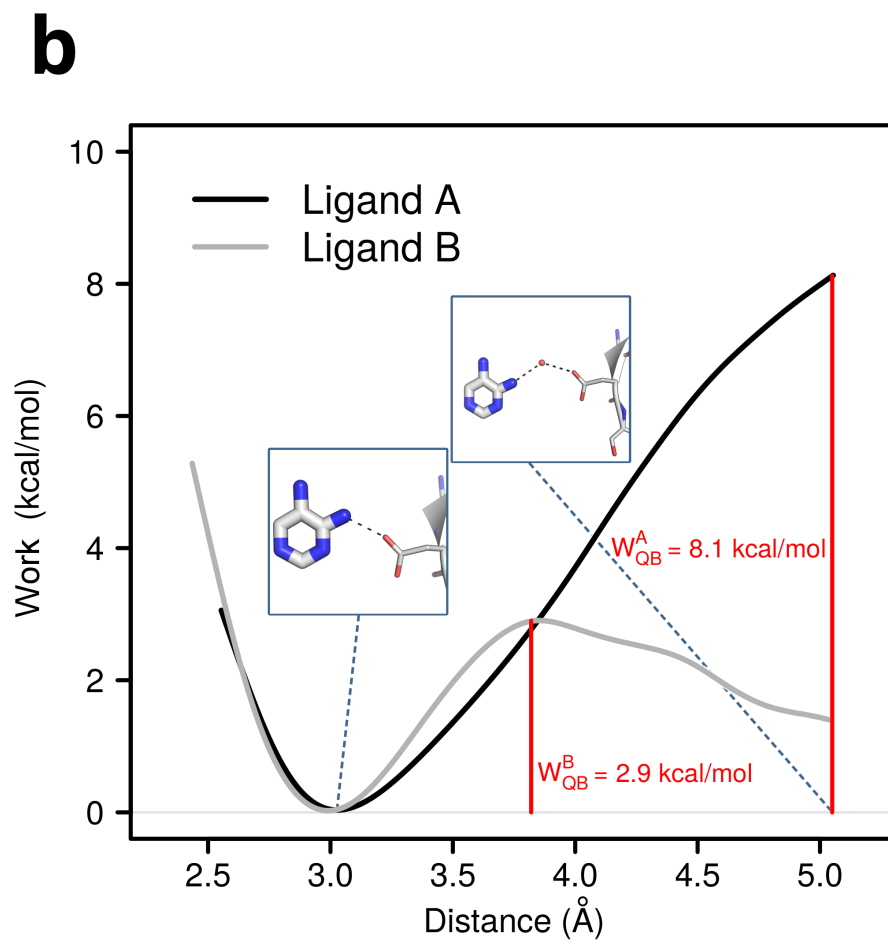 b
10
8
6
4
2
0
Work (kcal/mol)
Ligand A
Ligand B
W^A_QB = 8.1 kcal/mol
W^B_QB = 2.9 kcal/mol
2.5 3.0 3.5 4.0 4.5 5.0
Distance (Å)